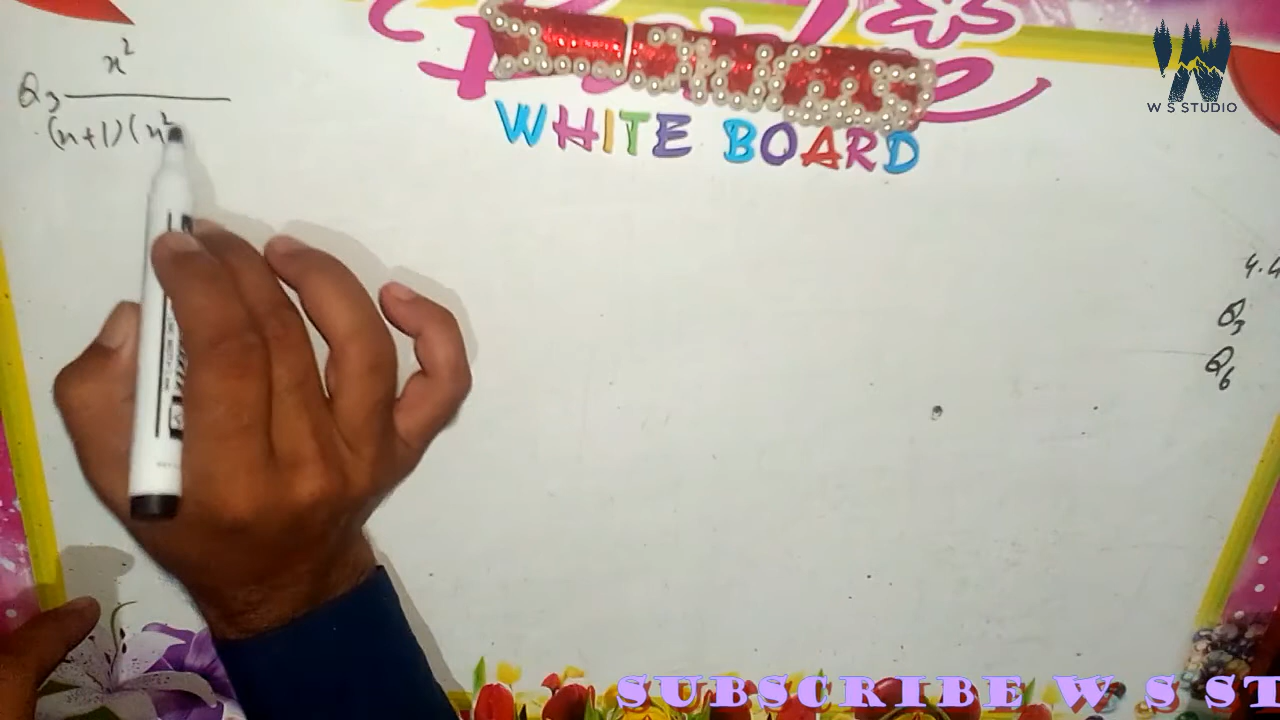 x²
Q3
(x+1)(x²
WHITE BOARD
W S STUDIO
4.4
Q3
Q6
SUBSCRIBE W S ST